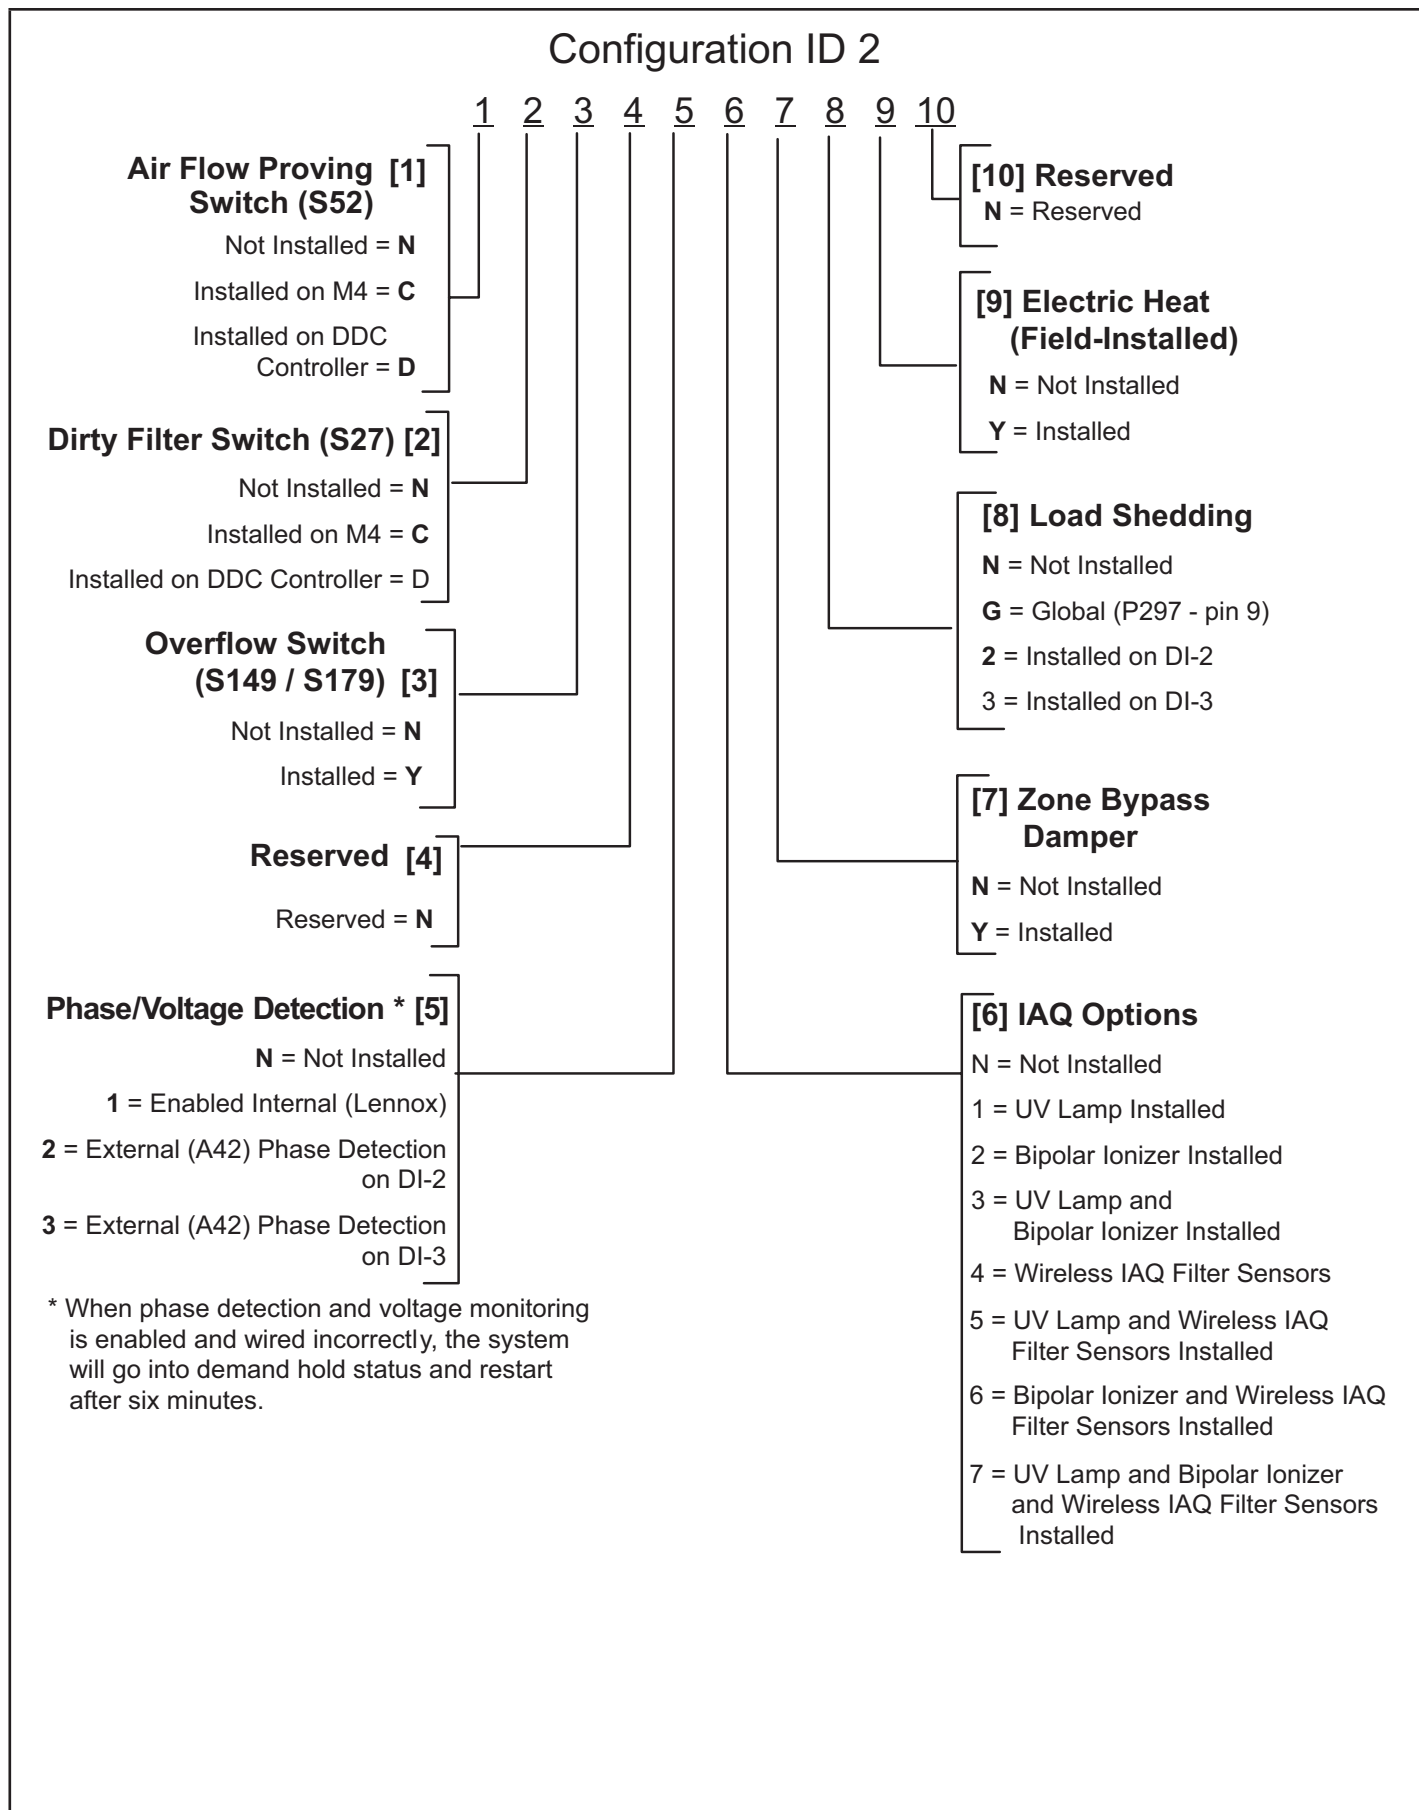 Configuration ID 2
1 2 3 4 5 6 7 8 9 10
Air Flow Proving [1]
Switch (S52)
Not Installed = N
Installed on M4 = C
Installed on DDC
Controller = D
Dirty Filter Switch (S27) [2]
Not Installed = N
Installed on M4 = C
Installed on DDC Controller = D
Overflow Switch
(S149 / S179) [3]
Not Installed = N
Installed = Y
Reserved [4]
Reserved = N
Phase/Voltage Detection * [5]
N = Not Installed
1 = Enabled Internal (Lennox)
2 = External (A42) Phase Detection
on DI-2
3 = External (A42) Phase Detection
on DI-3
* When phase detection and voltage monitoring
is enabled and wired incorrectly, the system
will go into demand hold status and restart
after six minutes.
[10] Reserved
N = Reserved
[9] Electric Heat
(Field-Installed)
N = Not Installed
Y = Installed
[8] Load Shedding
N = Not Installed
G = Global (P297 - pin 9)
2 = Installed on DI-2
3 = Installed on DI-3
[7] Zone Bypass
Damper
N = Not Installed
Y = Installed
[6] IAQ Options
N = Not Installed
1 = UV Lamp Installed
2 = Bipolar Ionizer Installed
3 = UV Lamp and
Bipolar Ionizer Installed
4 = Wireless IAQ Filter Sensors
5 = UV Lamp and Wireless IAQ
Filter Sensors Installed
6 = Bipolar Ionizer and Wireless IAQ
Filter Sensors Installed
7 = UV Lamp and Bipolar Ionizer
and Wireless IAQ Filter Sensors
Installed